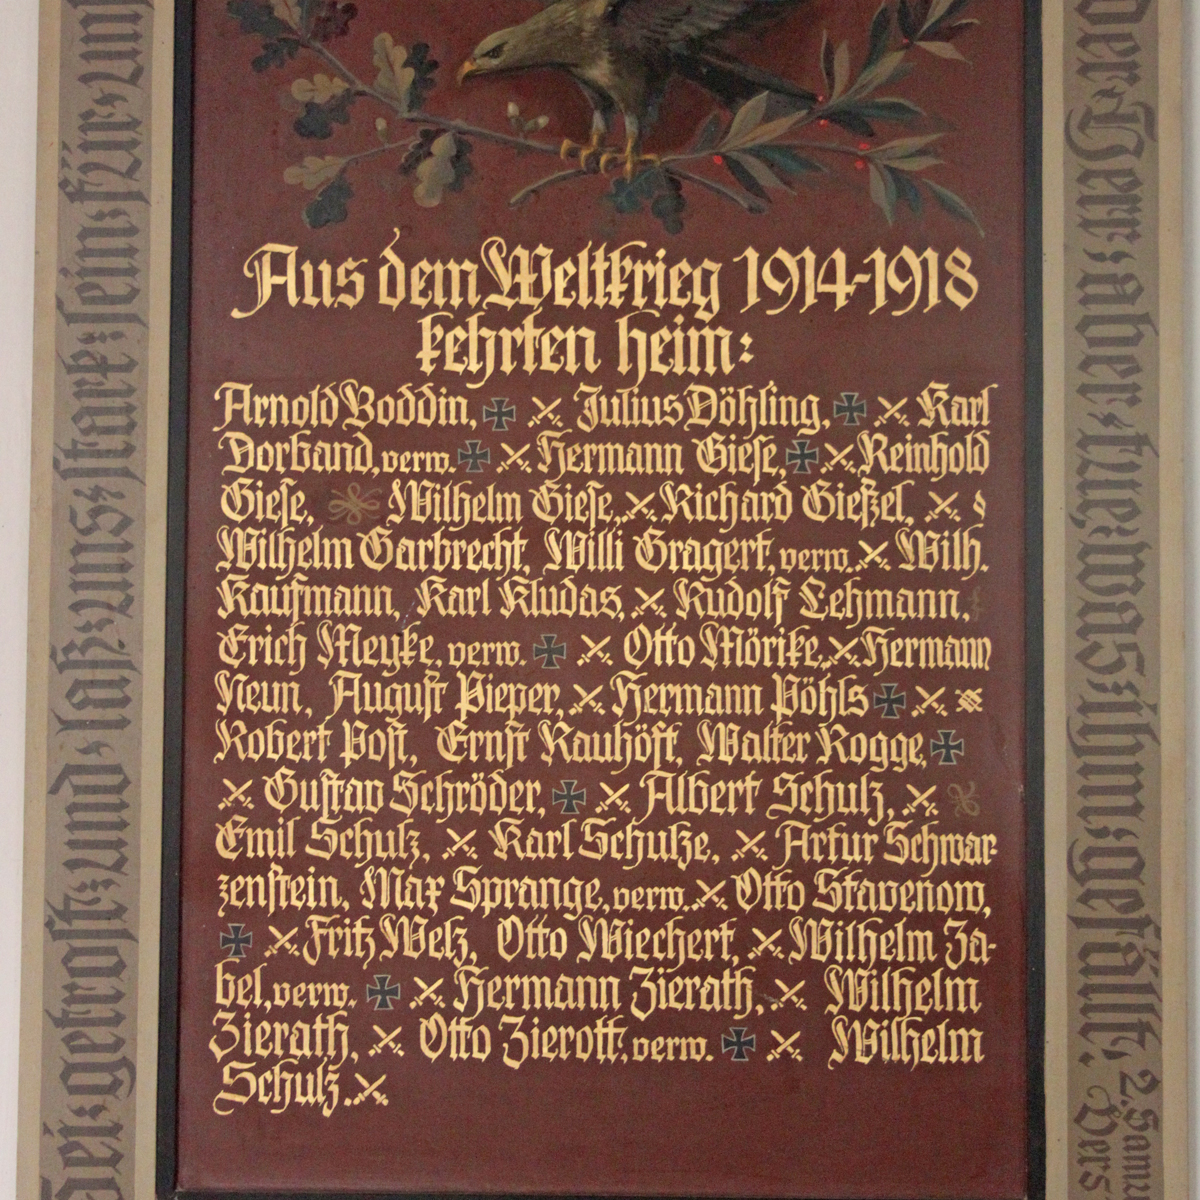 Aus dem Weltkrieg 1914-1918
kehrten heim:
Arnold Boddin, Julius Döhling, Karl
Dorband, verw. Hermann Giese, Reinhold
Giese, Wilhelm Giese, Richard Gießel,
Wilhelm Garbrecht, Willi Gragert, verw. Wilh.
Kaufmann, Karl Kludas, Rudolf Lehmann,
Erich Meyke, verw. Otto Mörike, Hermann
Neun, August Pieper, Hermann Pöhls
Robert Post, Ernst Rauhöft, Walter Rogge,
Gustav Schröder, Albert Schulz,
Emil Schulz, Karl Schulze, Artur Schwar-
zenstein, Max Sprange, verw. Otto Stavenow,
Fritz Welz, Otto Wiechert, Wilhelm Za-
bel, verw. Hermann Zierath, Wilhelm
Zierath, Otto Zierott, verw. Wilhelm
Schulz.
Sei getrost und laß uns stark sein für uns
der Herr aber tue was ihm gefällt. 2. Samu
Vers